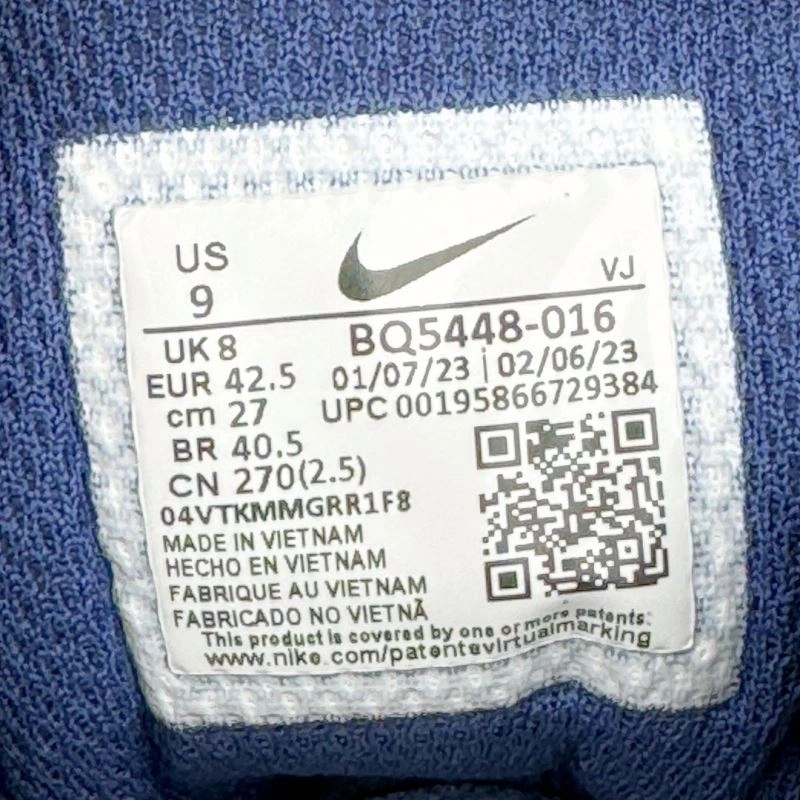 US
9
VJ
UK 8
BQ5448-016
EUR 42.5
01/07/23 | 02/06/23
cm 27
UPC 00195866729384
BR 40.5
CN 270(2.5)
04VTKMMGRR1F8
MADE IN VIETNAM
HECHO EN VIETNAM
FABRIQUE AU VIETNAM
FABRICADO NO VIETNÃ
This product is covered by one or more patents:
www.nike.com/patentsvirtualmarking